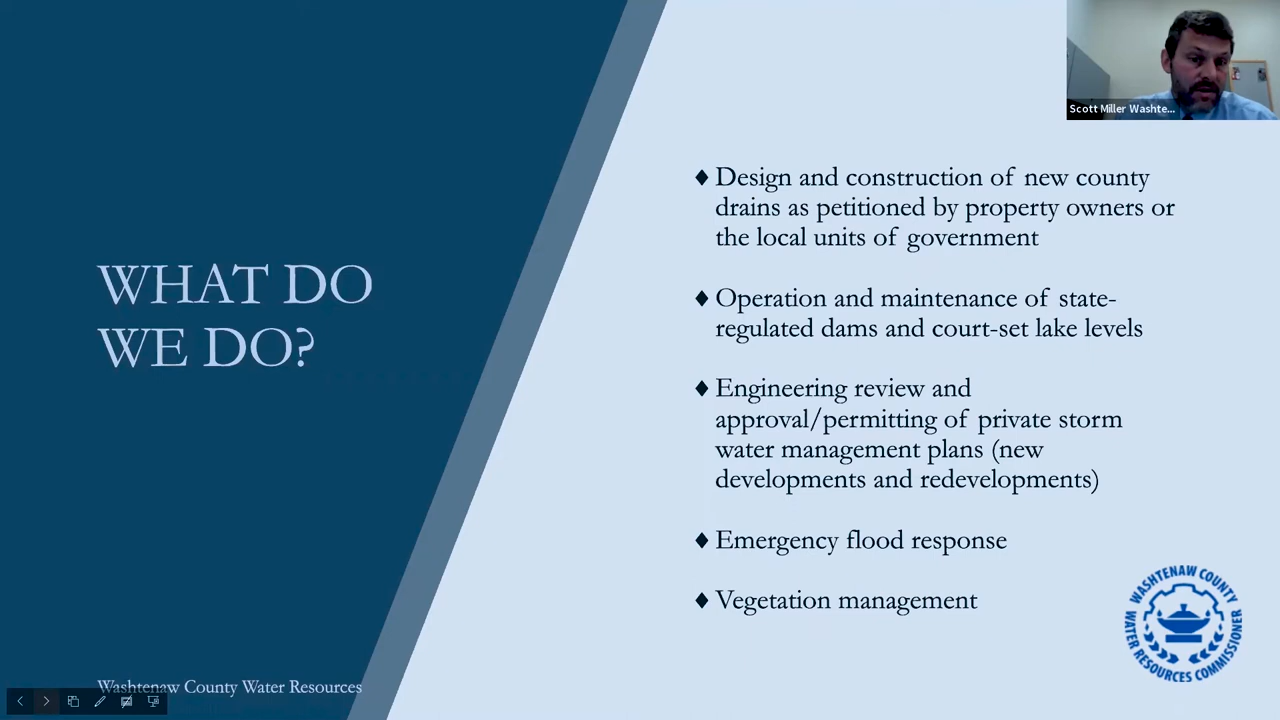 Scott Miller Washte...
WHAT DO
WE DO?
♦ Design and construction of new county
drains as petitioned by property owners or
the local units of government
♦ Operation and maintenance of state-
regulated dams and court-set lake levels
♦ Engineering review and
approval/permitting of private storm
water management plans (new
developments and redevelopments)
♦ Emergency flood response
♦ Vegetation management
WASHTENAW COUNTY
WATER RESOURCES COMMISSIONER
Washtenaw County Water Resources